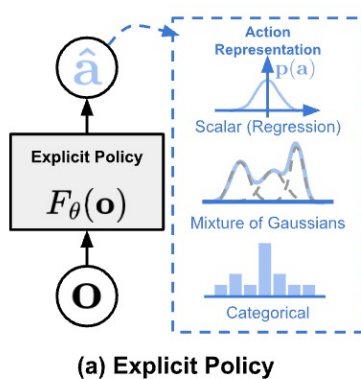 â
Explicit Policy
F_θ(o)
o
Action
Representation
p(a)
Scalar (Regression)
Mixture of Gaussians
Categorical
(a) Explicit Policy